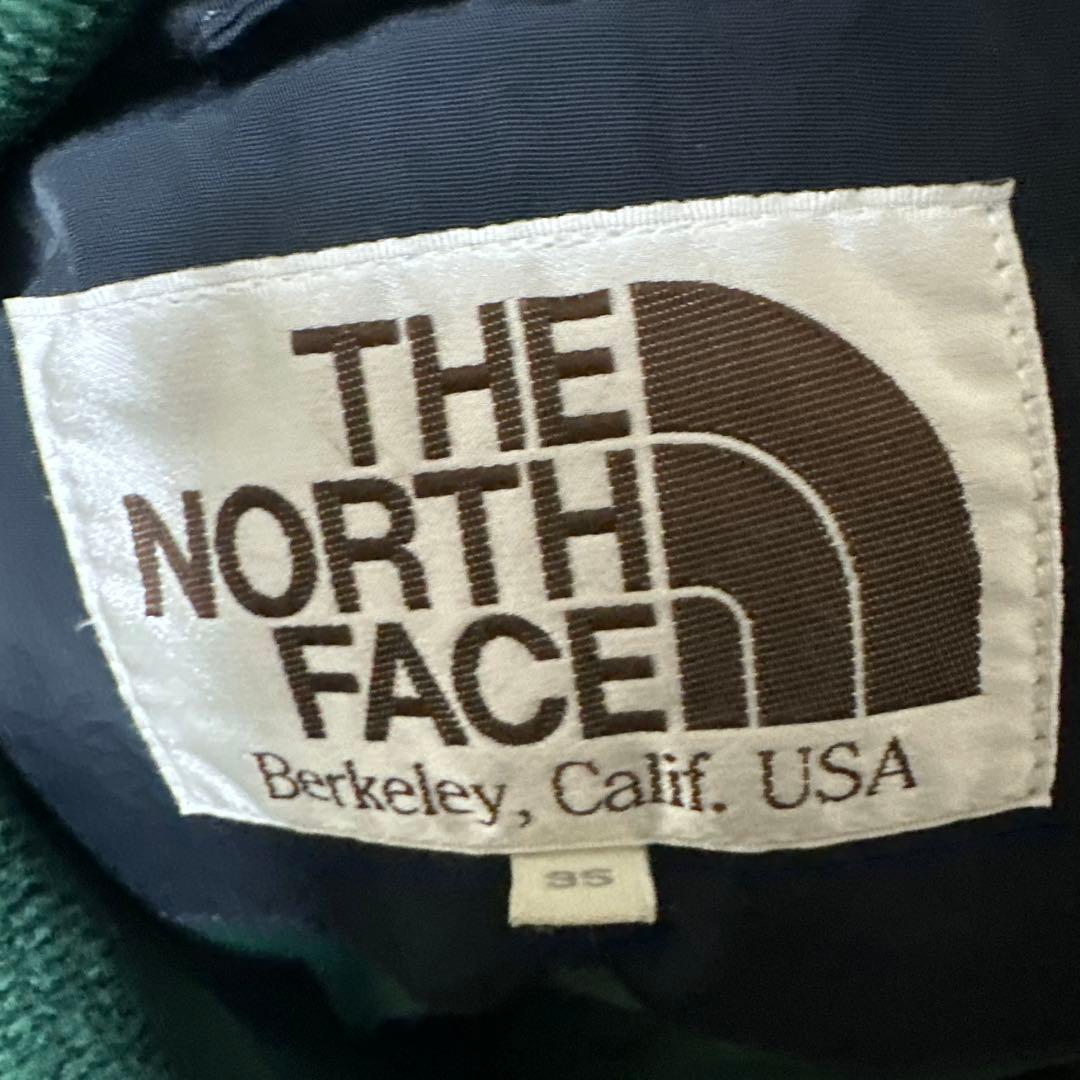 THE
NORTH
FACE
Berkeley, Calif. USA
35